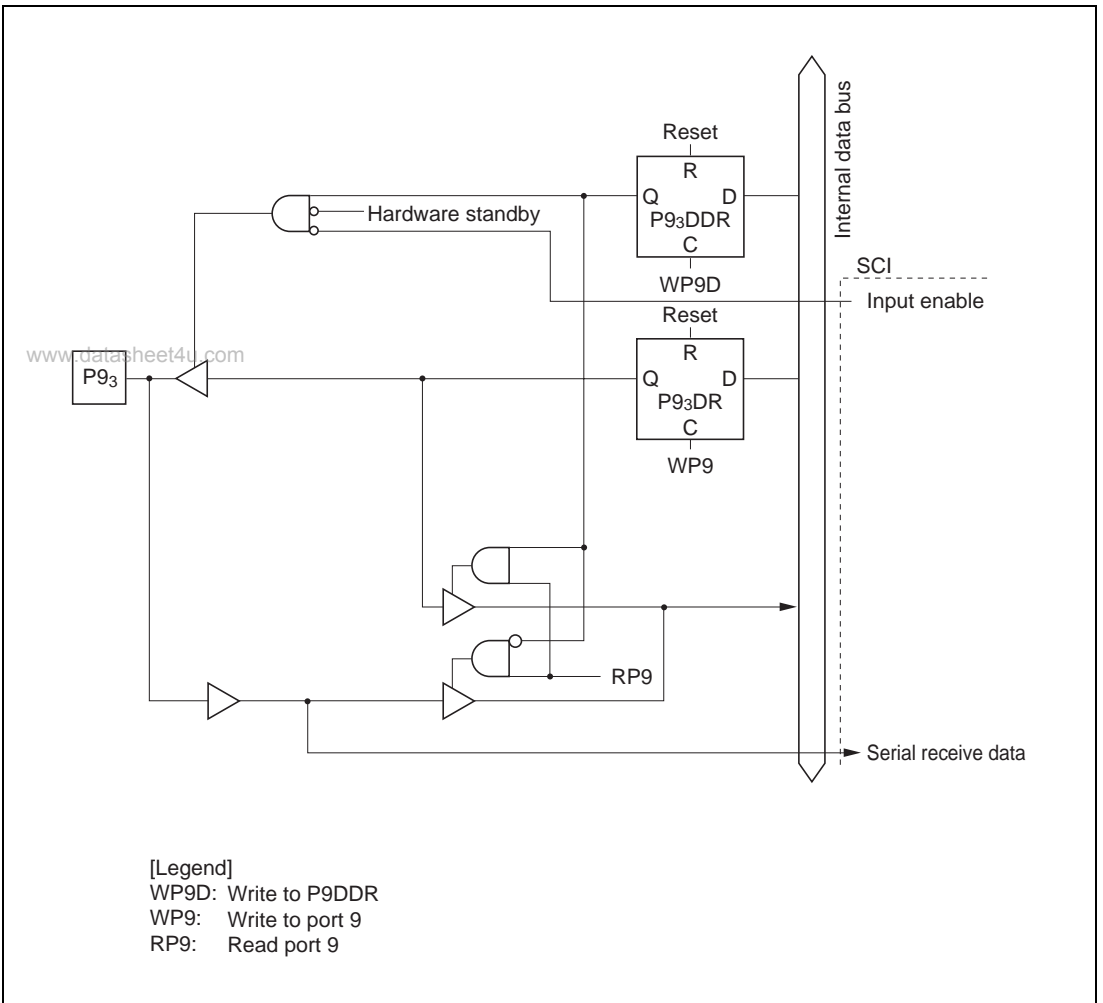 Reset
R
Q D
P93DDR
C
WP9D
Hardware standby
Internal data bus
SCI
Input enable
Reset
R
Q D
P93DR
C
WP9
www.datasheet4u.com
P93
RP9
Serial receive data
[Legend]
WP9D: Write to P9DDR
WP9: Write to port 9
RP9: Read port 9